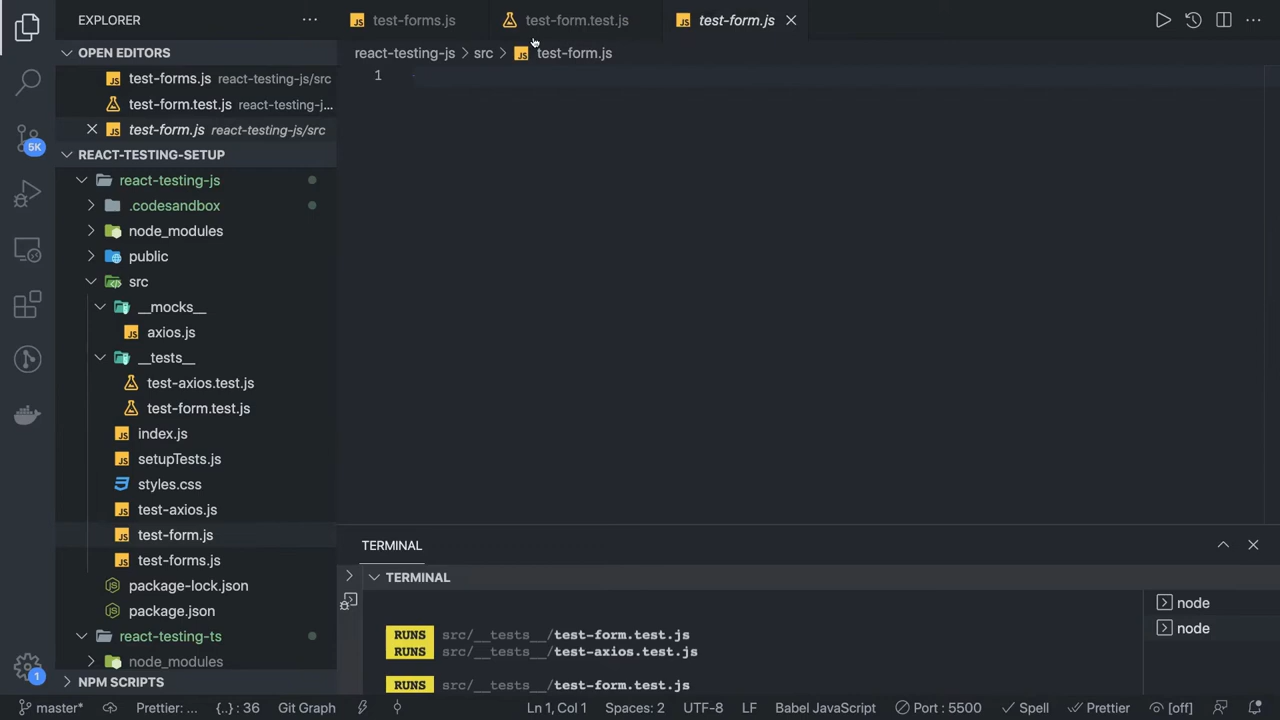 EXPLORER
OPEN EDITORS
test-forms.js react-testing-js/src
test-form.test.js react-testing-j...
test-form.js react-testing-js/src
REACT-TESTING-SETUP
react-testing-js
.codesandbox
node_modules
public
src
__mocks__
axios.js
__tests__
test-axios.test.js
test-form.test.js
index.js
setupTests.js
styles.css
test-axios.js
test-form.js
test-forms.js
package-lock.json
package.json
react-testing-ts
node_modules
NPM SCRIPTS
5K
1
test-forms.js test-form.test.js test-form.js
react-testing-js > src > test-form.js
1
TERMINAL
TERMINAL
RUNS src/__tests__/test-form.test.js
RUNS src/__tests__/test-axios.test.js
RUNS src/__tests__/test-form.test.js
node
node
master* Prettier: ... {..} : 36 Git Graph Ln 1, Col 1 Spaces: 2 UTF-8 LF Babel JavaScript Port : 5500 Spell Prettier [off]